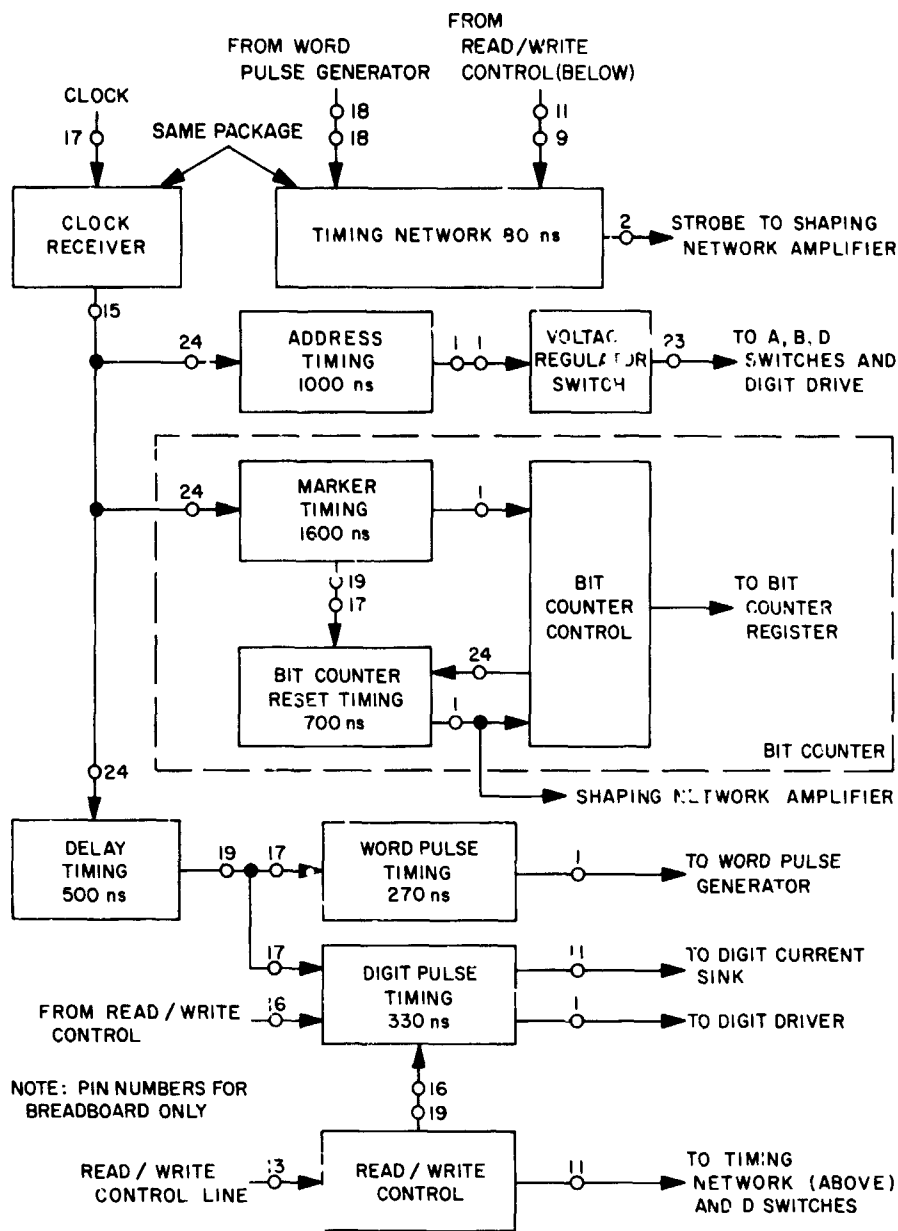 FROM
FROM WORD
READ/WRITE
PULSE GENERATOR
CONTROL (BELOW)
CLOCK
18
11
17
SAME PACKAGE
18
9
CLOCK
RECEIVER
TIMING NETWORK 80 ns
2
STROBE TO SHAPING
NETWORK AMPLIFIER
15
24
ADDRESS
TIMING
1000 ns
1 1
REGULATOR
SWITCH
23
TO A, B, D
SWITCHES AND
DIGIT DRIVE
24
MARKER
TIMING
1600 ns
1
19
17
BIT
COUNTER
CONTROL
TO BIT
COUNTER
REGISTER
BIT COUNTER
RESET TIMING
700 ns
24
1
BIT COUNTER
24
SHAPING NETWORK AMPLIFIER
DELAY
TIMING
500 ns
19
17
WORD PULSE
TIMING
270 ns
1
TO WORD PULSE
GENERATOR
17
DIGIT PULSE
TIMING
330 ns
11
TO DIGIT CURRENT
SINK
FROM READ / WRITE
CONTROL
16
1
TO DIGIT DRIVER
NOTE: PIN NUMBERS FOR
BREADBOARD ONLY
16
19
READ / WRITE
CONTROL LINE
13
READ / WRITE
CONTROL
11
TO TIMING
NETWORK (ABOVE)
AND D SWITCHES